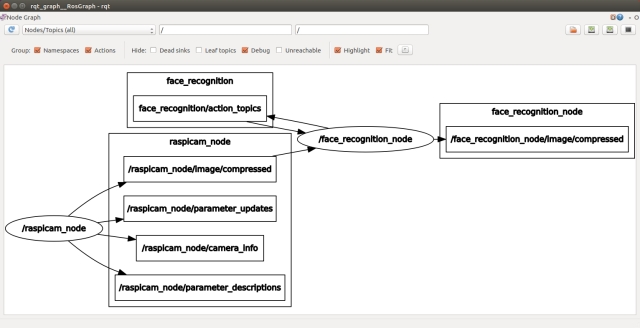 rqt_graph__RosGraph - rqt
Node Graph
Nodes/Topics (all) / /
Group: Namespaces Actions Hide: Dead sinks Leaf topics Debug Unreachable Highlight Fit
face_recognition
face_recognition/action_topics
face_recognition_node
/face_recognition_node
/face_recognition_node/image/compressed
raspicam_node
/raspicam_node/image/compressed
/raspicam_node/parameter_updates
/raspicam_node
/raspicam_node/camera_info
/raspicam_node/parameter_descriptions